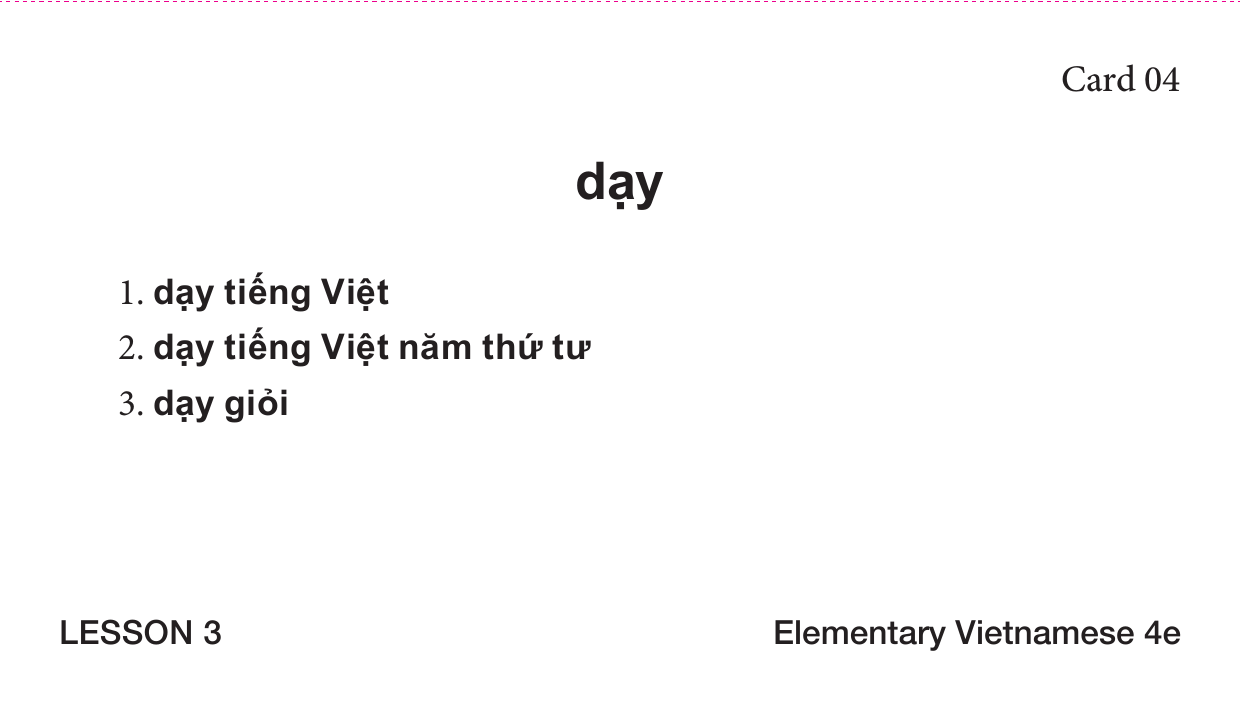 Card 04
dạy
1. dạy tiếng Việt
2. dạy tiếng Việt năm thứ tư
3. dạy giỏi
LESSON 3
Elementary Vietnamese 4e